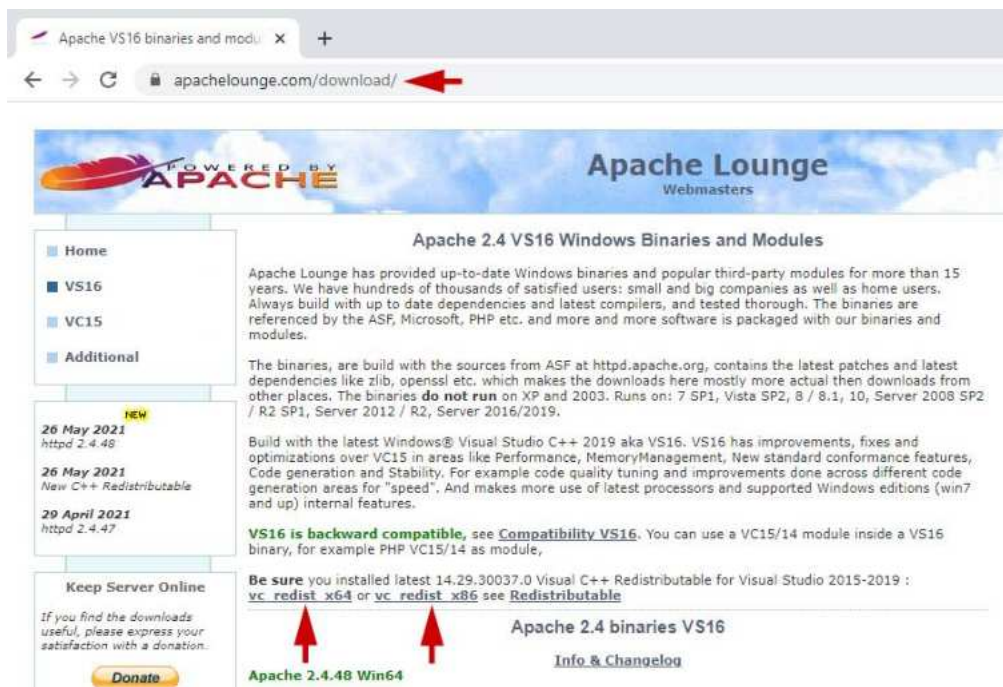 Apache VS16 binaries and modu
apachelounge.com/download/
POWERED BY
APACHE
Apache Lounge
Webmasters
Home
VS16
VC15
Additional
NEW
26 May 2021
httpd 2.4.48
26 May 2021
New C++ Redistributable
29 April 2021
httpd 2.4.47
Keep Server Online
If you find the downloads
useful, please express your
satisfaction with a donation.
Donate
Apache 2.4 VS16 Windows Binaries and Modules
Apache Lounge has provided up-to-date Windows binaries and popular third-party modules for more than 15
years. We have hundreds of thousands of satisfied users: small and big companies as well as home users.
Always build with up to date dependencies and latest compilers, and tested thorough. The binaries are
referenced by the ASF, Microsoft, PHP etc. and more and more software is packaged with our binaries and
modules.
The binaries, are build with the sources from ASF at httpd.apache.org, contains the latest patches and latest
dependencies like zlib, openssl etc. which makes the downloads here mostly more actual then downloads from
other places. The binaries do not run on XP and 2003. Runs on: 7 SP1, Vista SP2, 8 / 8.1, 10, Server 2008 SP2
/ R2 SP1, Server 2012 / R2, Server 2016/2019.
Build with the latest Windows® Visual Studio C++ 2019 aka VS16. VS16 has improvements, fixes and
optimizations over VC15 in areas like Performance, MemoryManagement, New standard conformance features,
Code generation and Stability. For example code quality tuning and improvements done across different code
generation areas for "speed". And makes more use of latest processors and supported Windows editions (win7
and up) internal features.
VS16 is backward compatible, see Compatibility VS16. You can use a VC15/14 module inside a VS16
binary, for example PHP VC15/14 as module,
Be sure you installed latest 14.29.30037.0 Visual C++ Redistributable for Visual Studio 2015-2019 :
vc_redist_x64 or vc_redist_x86 see Redistributable
Apache 2.4 binaries VS16
Info & Changelog
Apache 2.4.48 Win64